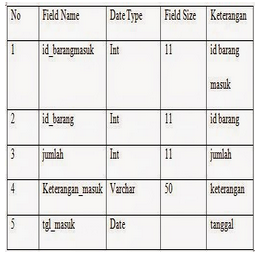 No Field Name Date Type Field Size Keterangan
1 id_barangmasuk Int 11 id barang
masuk
2 id_barang Int 11 id barang
3 jumlah Int 11 jumlah
4 Keterangan_masuk Varchar 50 keterangan
5 tgl_masuk Date tanggal